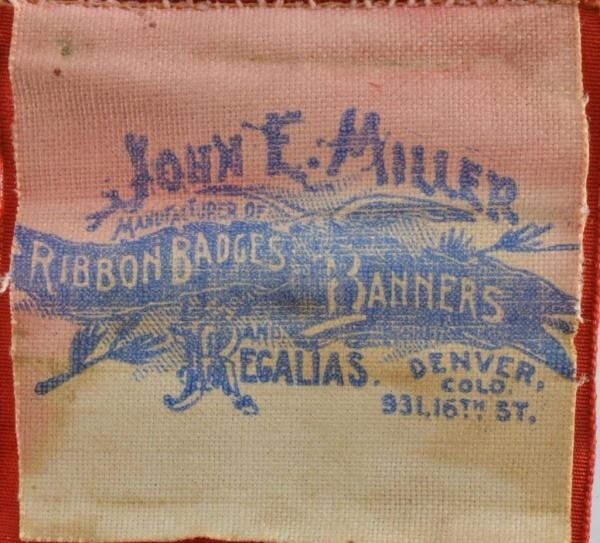 JOHN E. MILLER
MANUFACTURER OF
RIBBON BADGES
BANNERS
AND
REGALIAS.
DENVER,
COLO.
931.16TH ST.